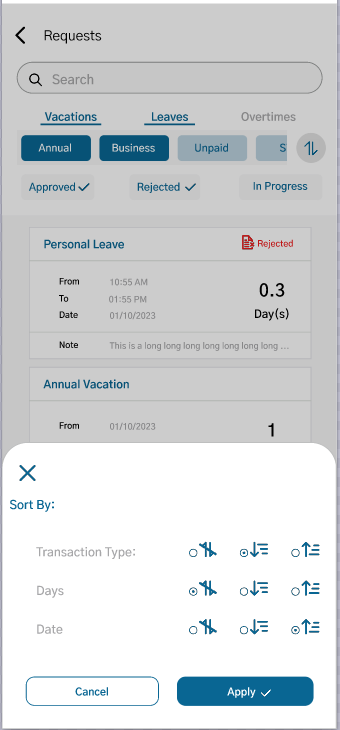 Requests
Search
Vacations Leaves Overtimes
Annual Business Unpaid S
Approved Rejected In Progress
Personal Leave Rejected
From 10:55 AM
0.3
To 01:55 PM
Date 01/10/2023 Day(s)
Note This is a long long long long long long long ...
Annual Vacation
From 01/10/2023 1
Sort By:
Transaction Type:
Days
Date
Cancel Apply